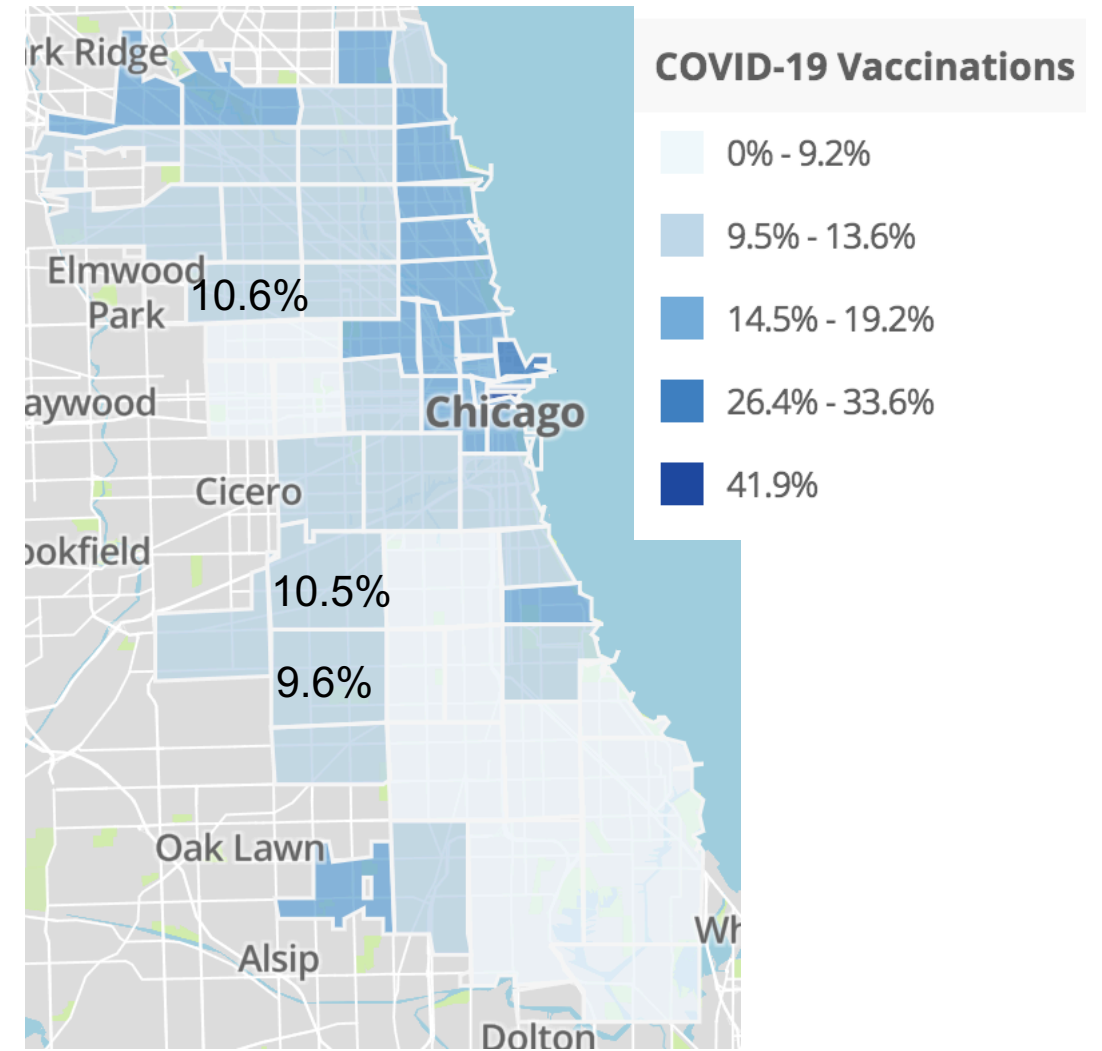 rk Ridge
COVID-19 Vaccinations
0% - 9.2%
9.5% - 13.6%
Elmwood
Park
10.6%
14.5% - 19.2%
aywood
26.4% - 33.6%
Chicago
Cicero
41.9%
ookfield
10.5%
9.6%
Oak Lawn
Wh
Alsip
Dolton